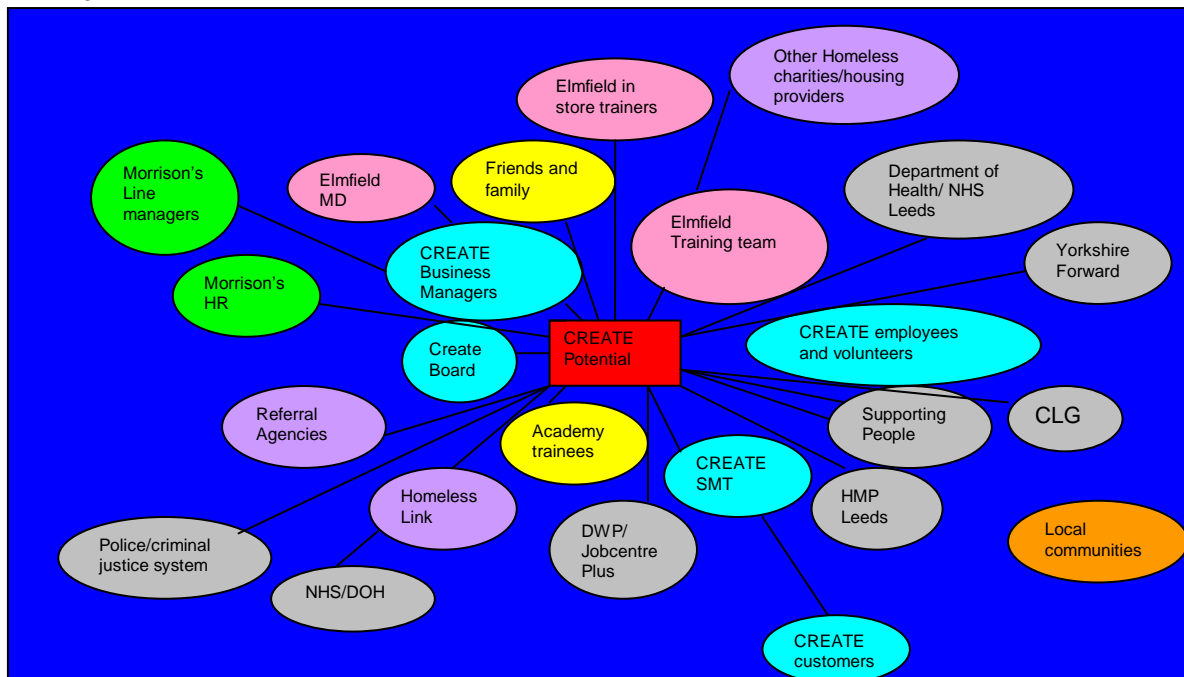 Other Homeless
charities/housing
providers
Elmfield in
store trainers
Morrison's
Line
managers
Elmfield
MD
Friends and
family
Department of
Health/ NHS
Leeds
Elmfield
Training team
CREATE
Business
Managers
Yorkshire
Forward
Morrison's
HR
CREATE
Potential
CREATE employees
and volunteers
Create
Board
Referral
Agencies
Academy
trainees
Supporting
People
CLG
CREATE
SMT
Homeless
Link
HMP
Leeds
DWP/
Jobcentre
Plus
Local
communities
Police/criminal
justice system
NHS/DOH
CREATE
customers